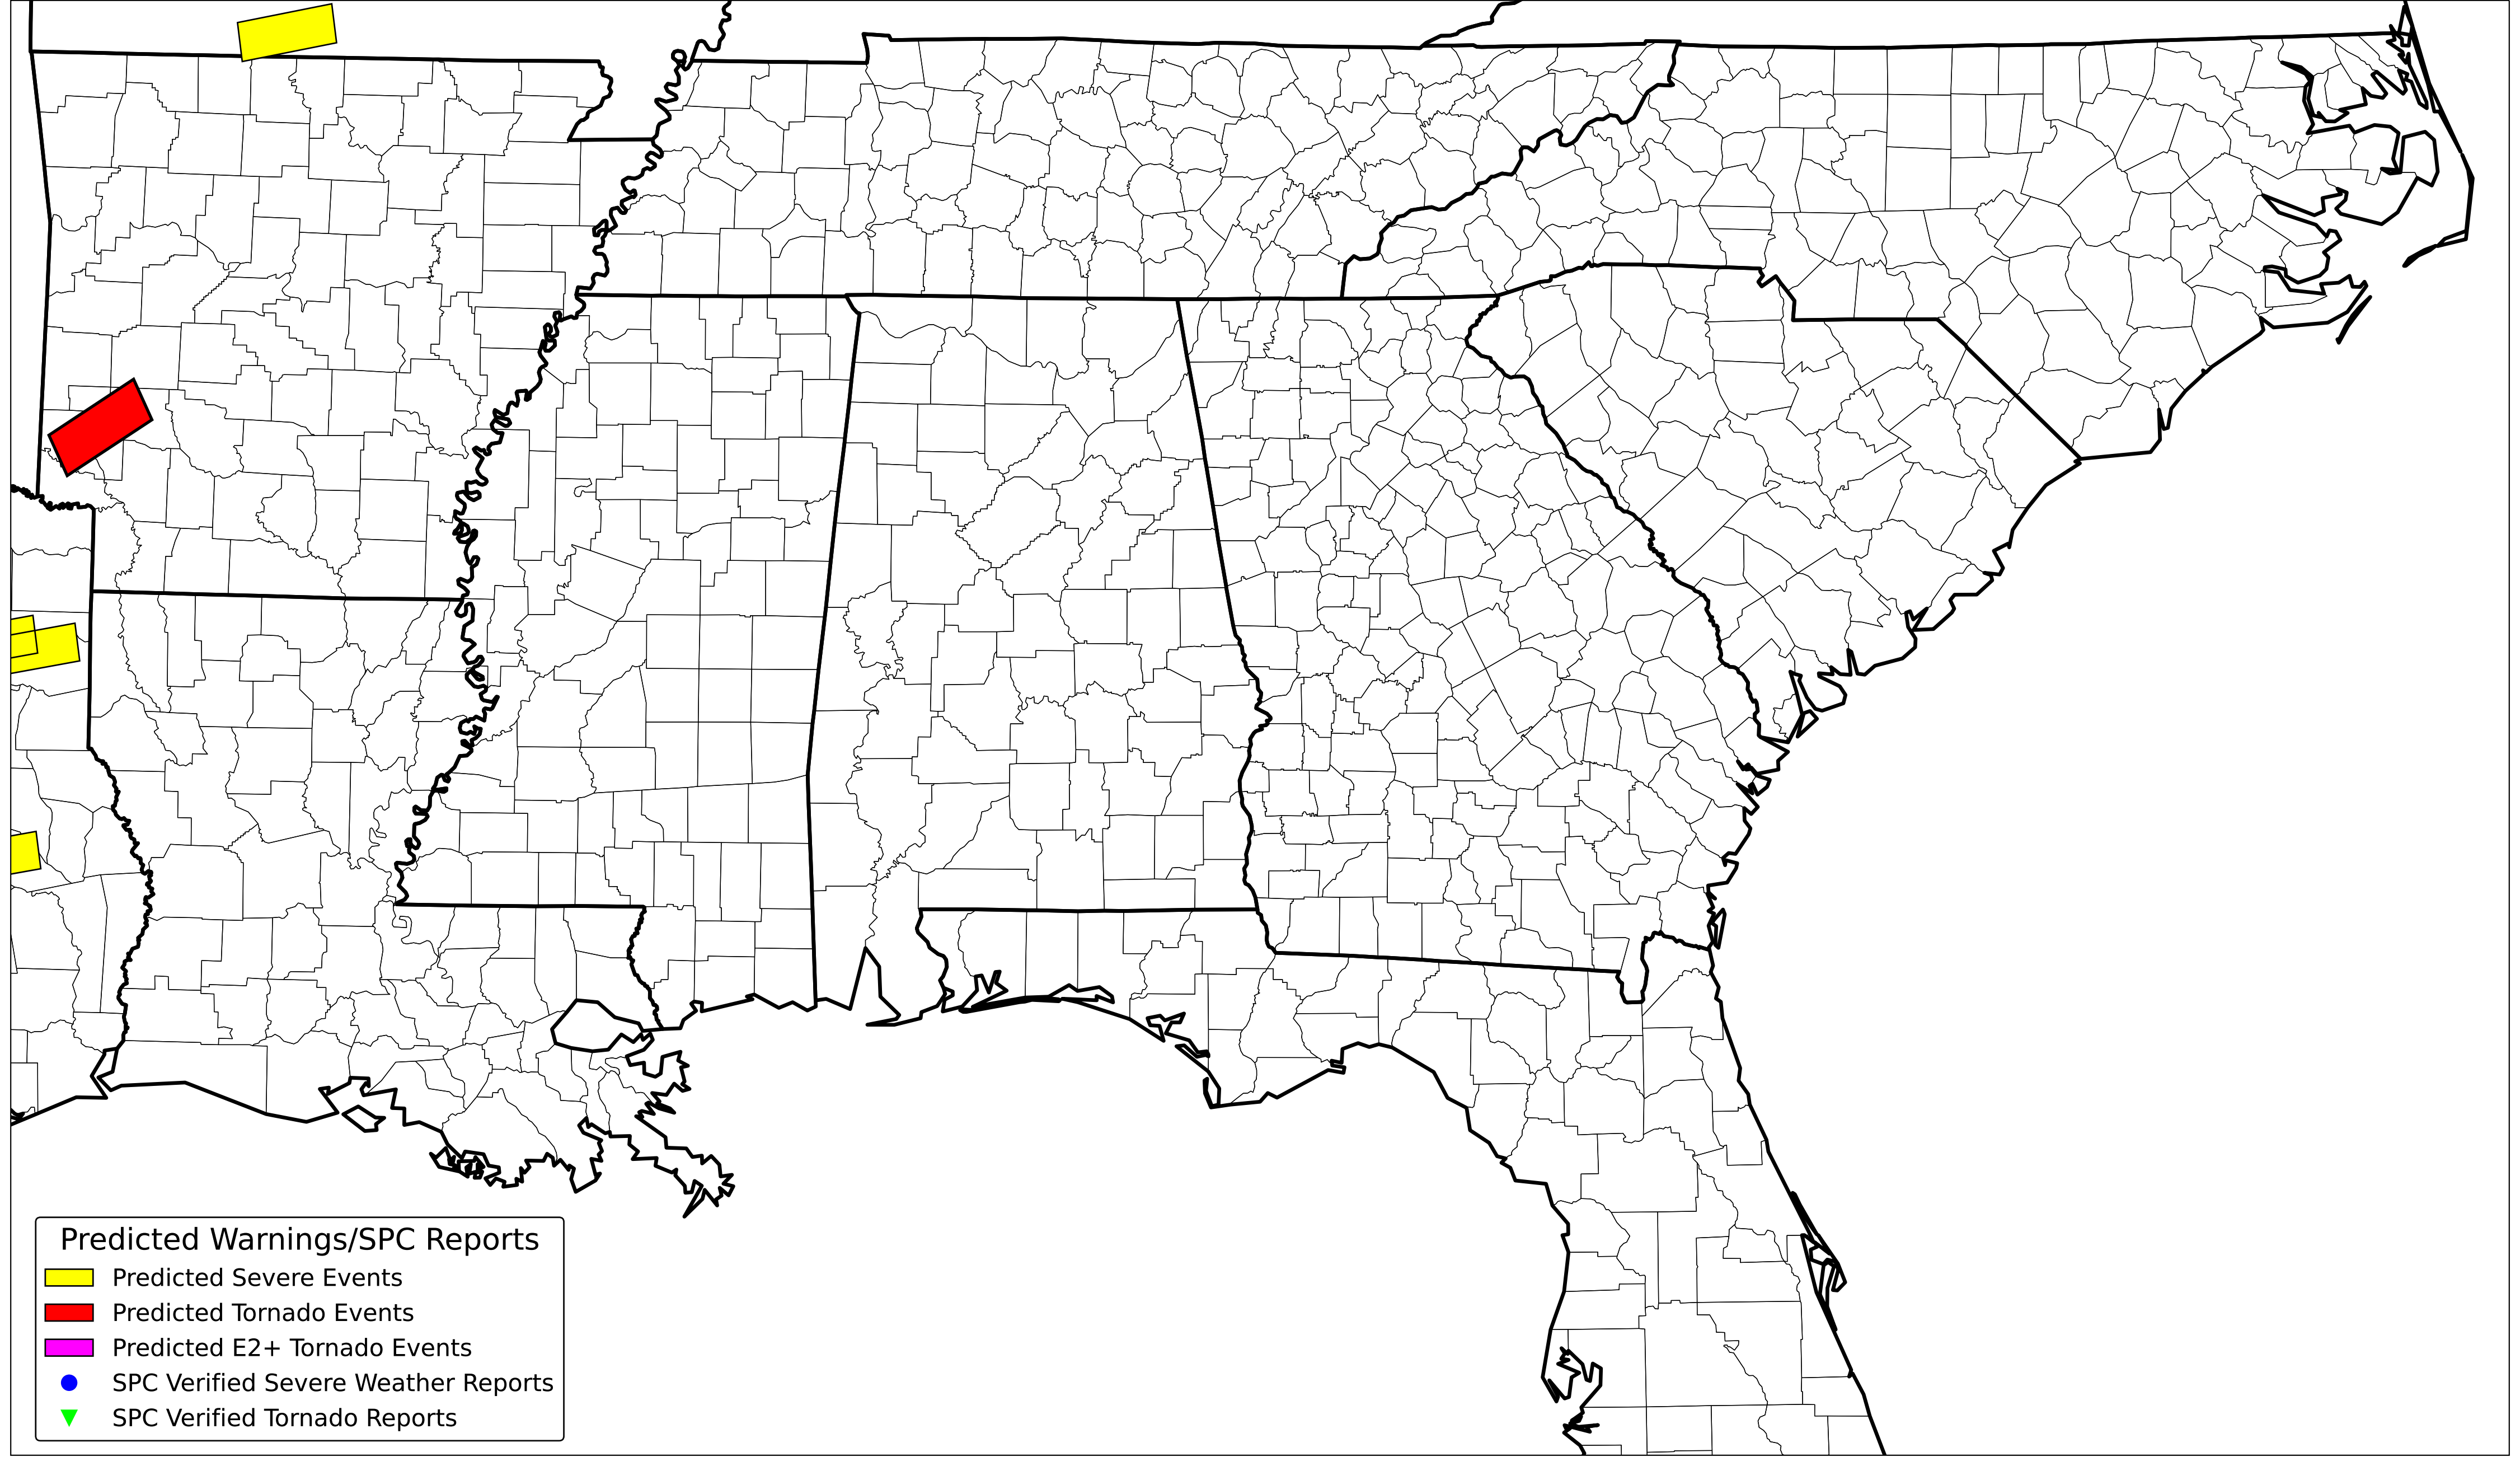 Predicted Warnings/SPC Reports
Predicted Severe Events
Predicted Tornado Events
Predicted E2+ Tornado Events
SPC Verified Severe Weather Reports
SPC Verified Tornado Reports